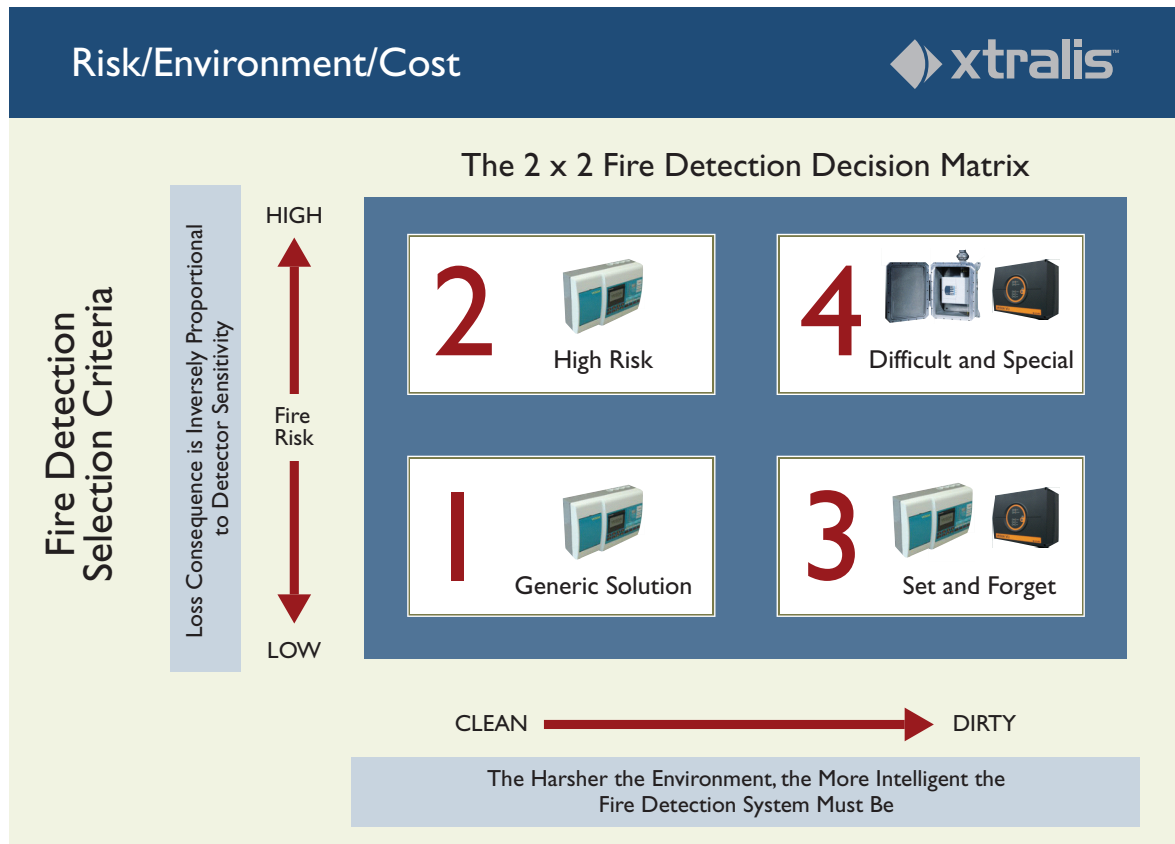 Risk/Environment/Cost
xtralis™
The 2 x 2 Fire Detection Decision Matrix
Fire Detection
Selection Criteria
Loss Consequence is Inversely Proportional
to Detector Sensitivity
HIGH
Fire
Risk
LOW
2
High Risk
4
Difficult and Special
1
Generic Solution
3
Set and Forget
CLEAN
DIRTY
The Harsher the Environment, the More Intelligent the
Fire Detection System Must Be